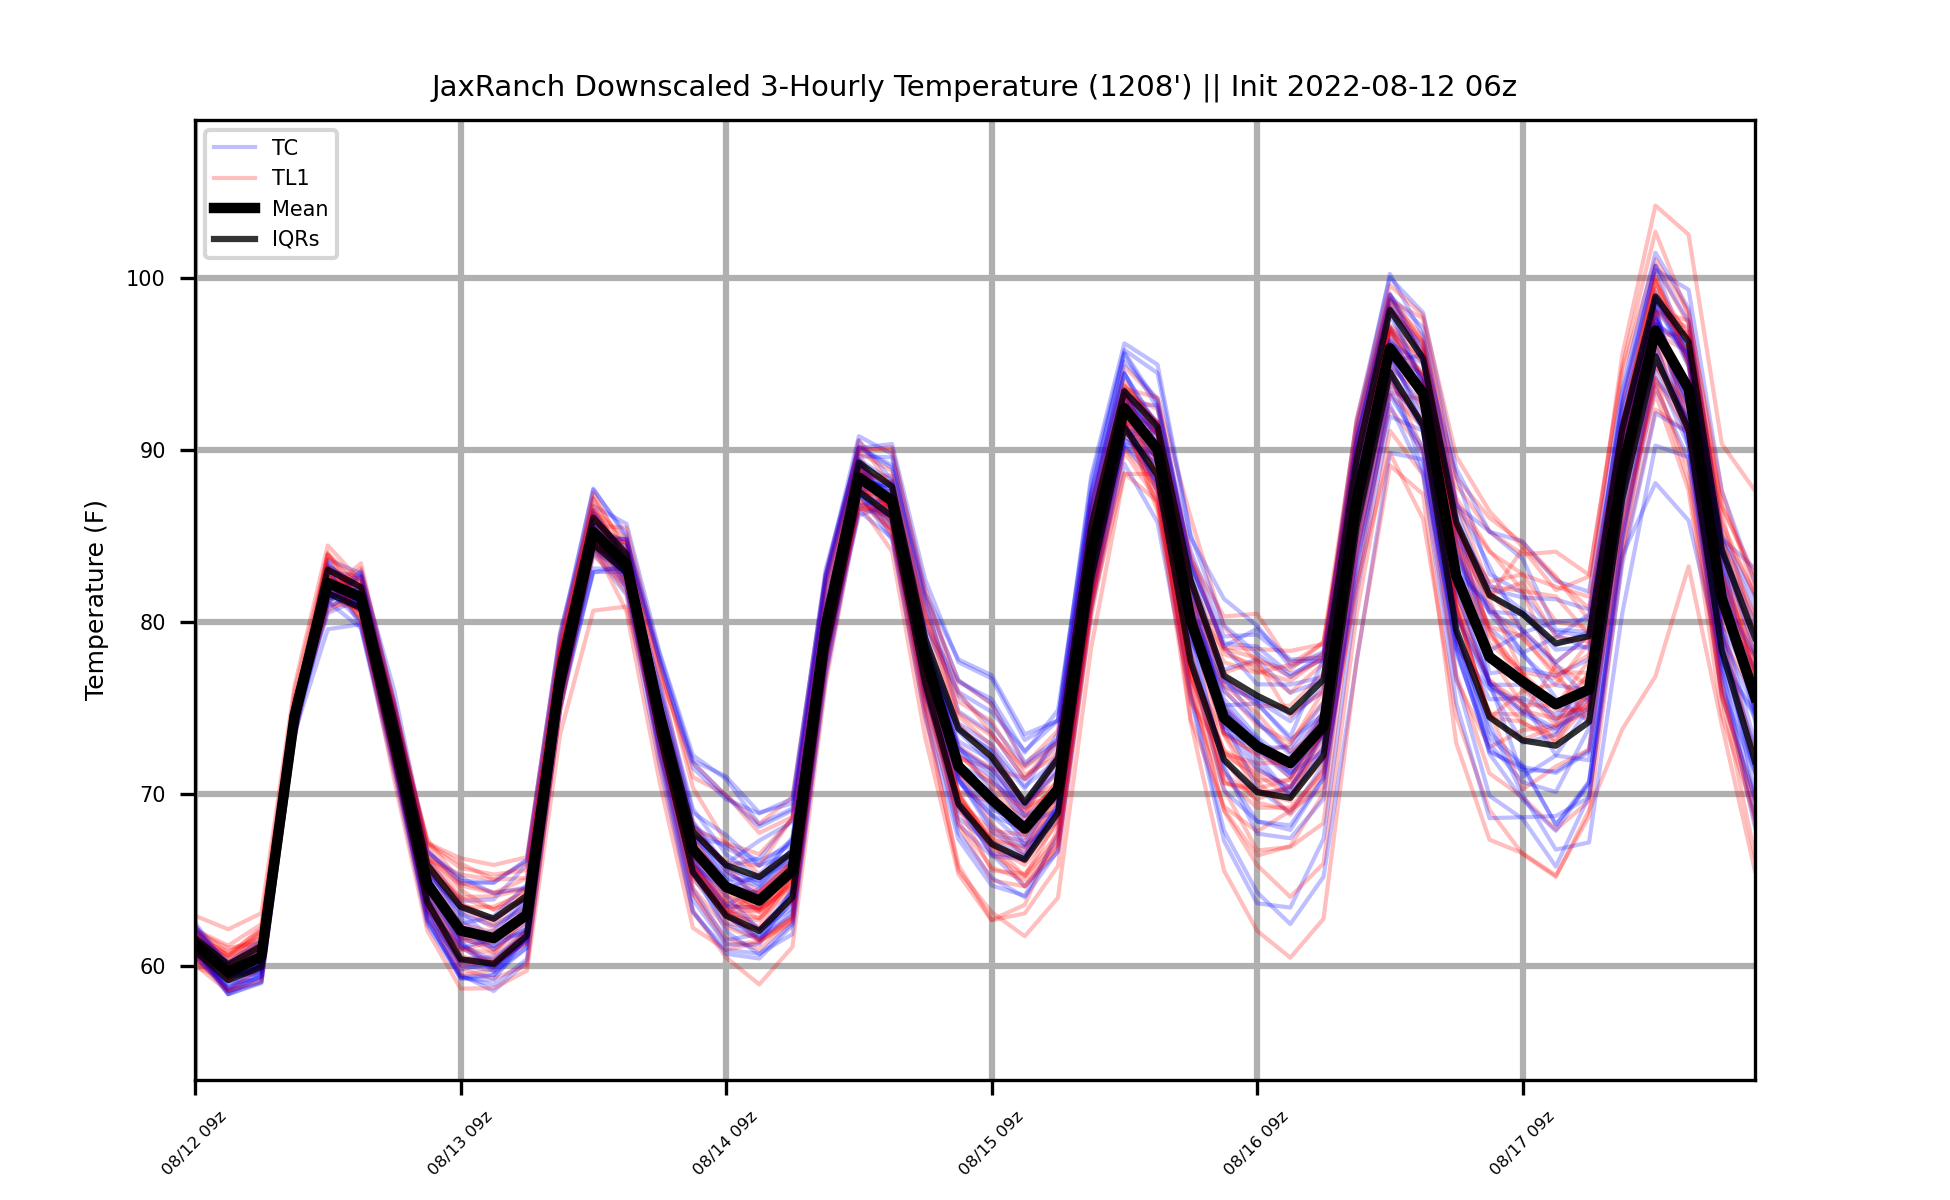 JaxRanch Downscaled 3-Hourly Temperature (1208') || Init 2022-08-12 06z
TC
TL1
Mean
IQRs
Temperature (F)
100
90
80
70
60
08/12 09z
08/13 09z
08/14 09z
08/15 09z
08/16 09z
08/17 09z